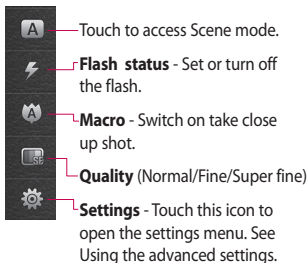 A
Touch to access Scene mode.
Flash status - Set or turn off
the flash.
Macro - Switch on take close
up shot.
SF
Quality (Normal/Fine/Super fine)
Settings - Touch this icon to
open the settings menu. See
Using the advanced settings.